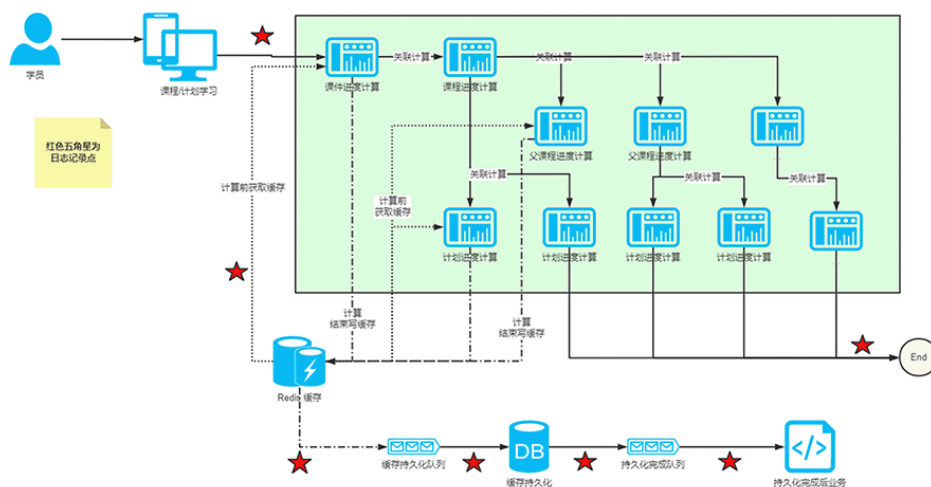 学员
课程/计划学习
红色五角星为
日志记录点
课件进度计算
关联计算
课程进度计算
关联计算
关联计算
父课程进度计算
父课程进度计算
...
关联计算
关联计算
关联计算
计算前获取缓存
计算前
获取缓存
计划进度计算
计划进度计算
计划进度计算
计划进度计算
...
计算
结束写缓存
计算
结束写缓存
End
Redis 缓存
缓存持久化队列
DB
缓存持久化
持久化完成队列
</>
持久化完成后业务